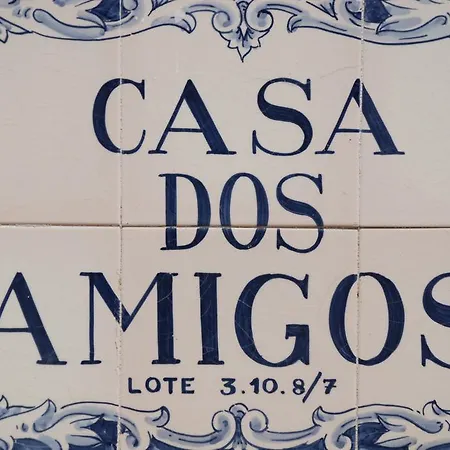 CASA
DOS
AMIGOS
LOTE 3.10.8/7